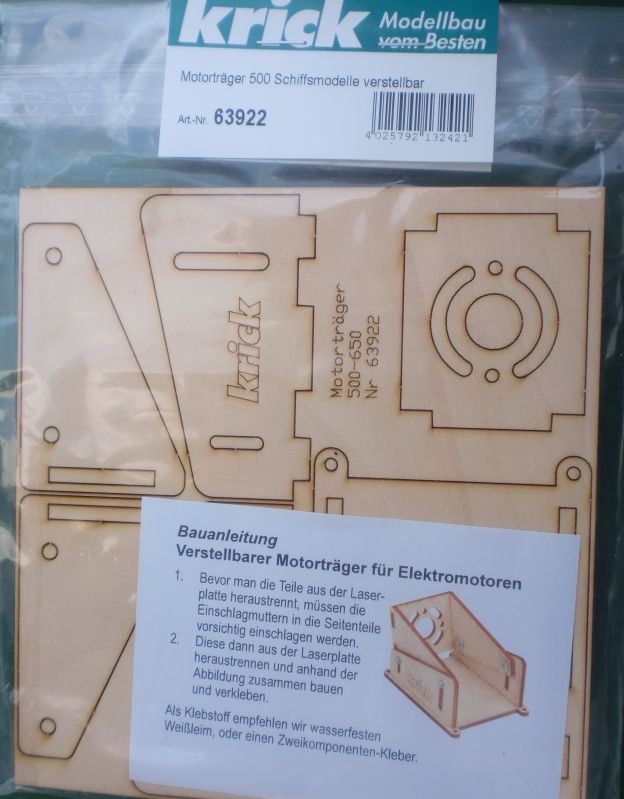 krick Modellbau
vom Besten
Motorträger 500 Schiffsmodelle verstellbar
Art.-Nr. 63922
4 025792 132421
krick
Motorträger
500-650
Nr 63922
Bauanleitung
Verstellbarer Motorträger für Elektromotoren
1. Bevor man die Teile aus der Laser-
platte heraustrennt, müssen die
Einschlagmuttern in die Seitenteile
vorsichtig einschlagen werden.
2. Diese dann aus der Laserplatte
heraustrennen und anhand der
Abbildung zusammen bauen
und verkleben.
krick
Als Klebstoff empfehlen wir wasserfesten
Weißleim, oder einen Zweikomponenten-Kleber.